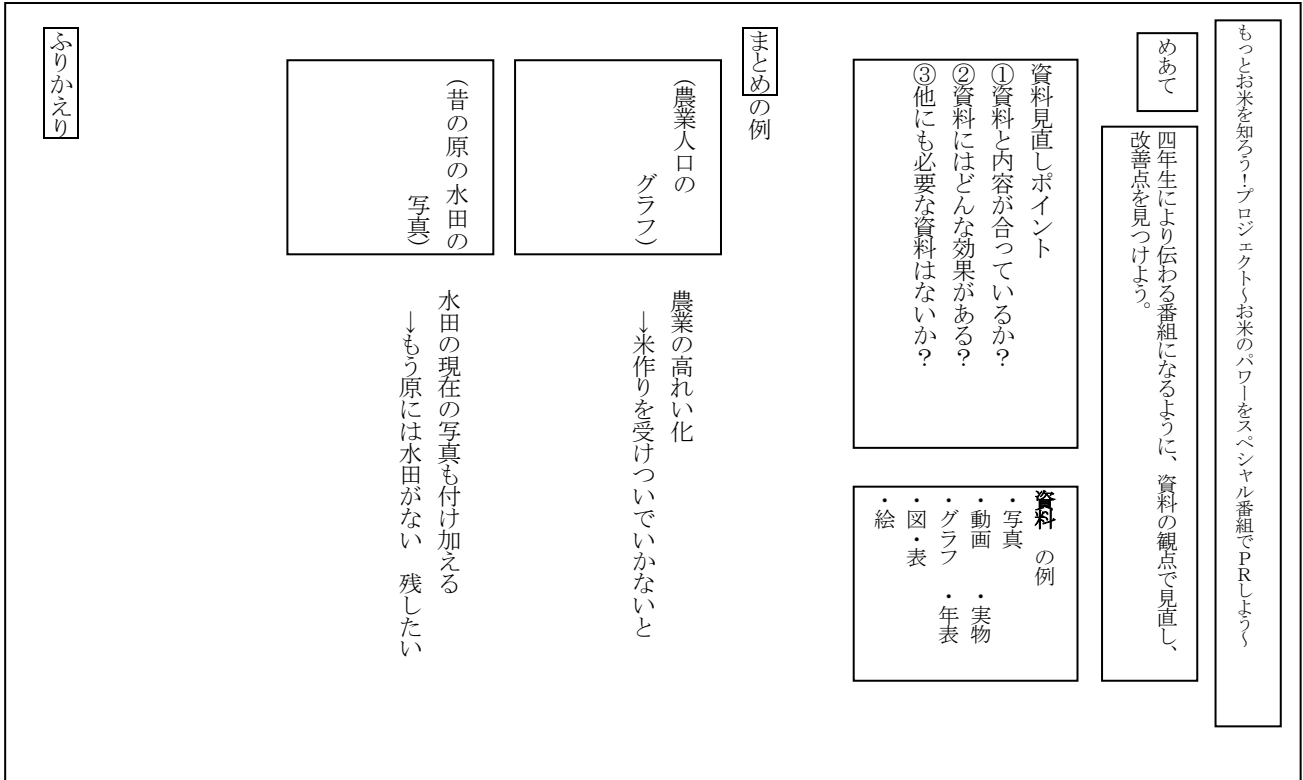 もっとお米を知ろう！プロジェクト～お米のパワーをスペシャル番組でＰＲしよう～
めあて
四年生により伝わる番組になるように、資料の観点で見直し、
改善点を見つけよう。
資料見直しポイント
①資料と内容が合っているか？
②資料にはどんな効果がある？
③他にも必要な資料はないか？
資料　の例
・写真
・動画　・実物
・グラフ　・年表
・図・表
・絵
まとめの例
（農業人口の
グラフ）
農業の高れい化
→米作りを受けついでいかないと
（昔の原の水田の
写真）
水田の現在の写真も付け加える
→もう原には水田がない　残したい
ふりかえり